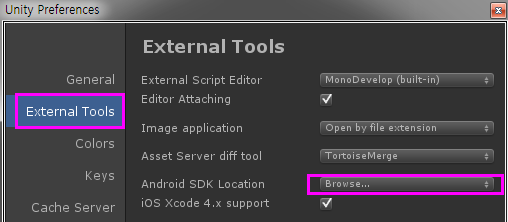 Unity Preferences
External Tools
General
External Script Editor MonoDevelop (built-in)
External Tools
Editor Attaching
Image application Open by file extension
Colors
Asset Server diff tool TortoiseMerge
Keys
Android SDK Location Browse...
Cache Server
iOS Xcode 4.x support